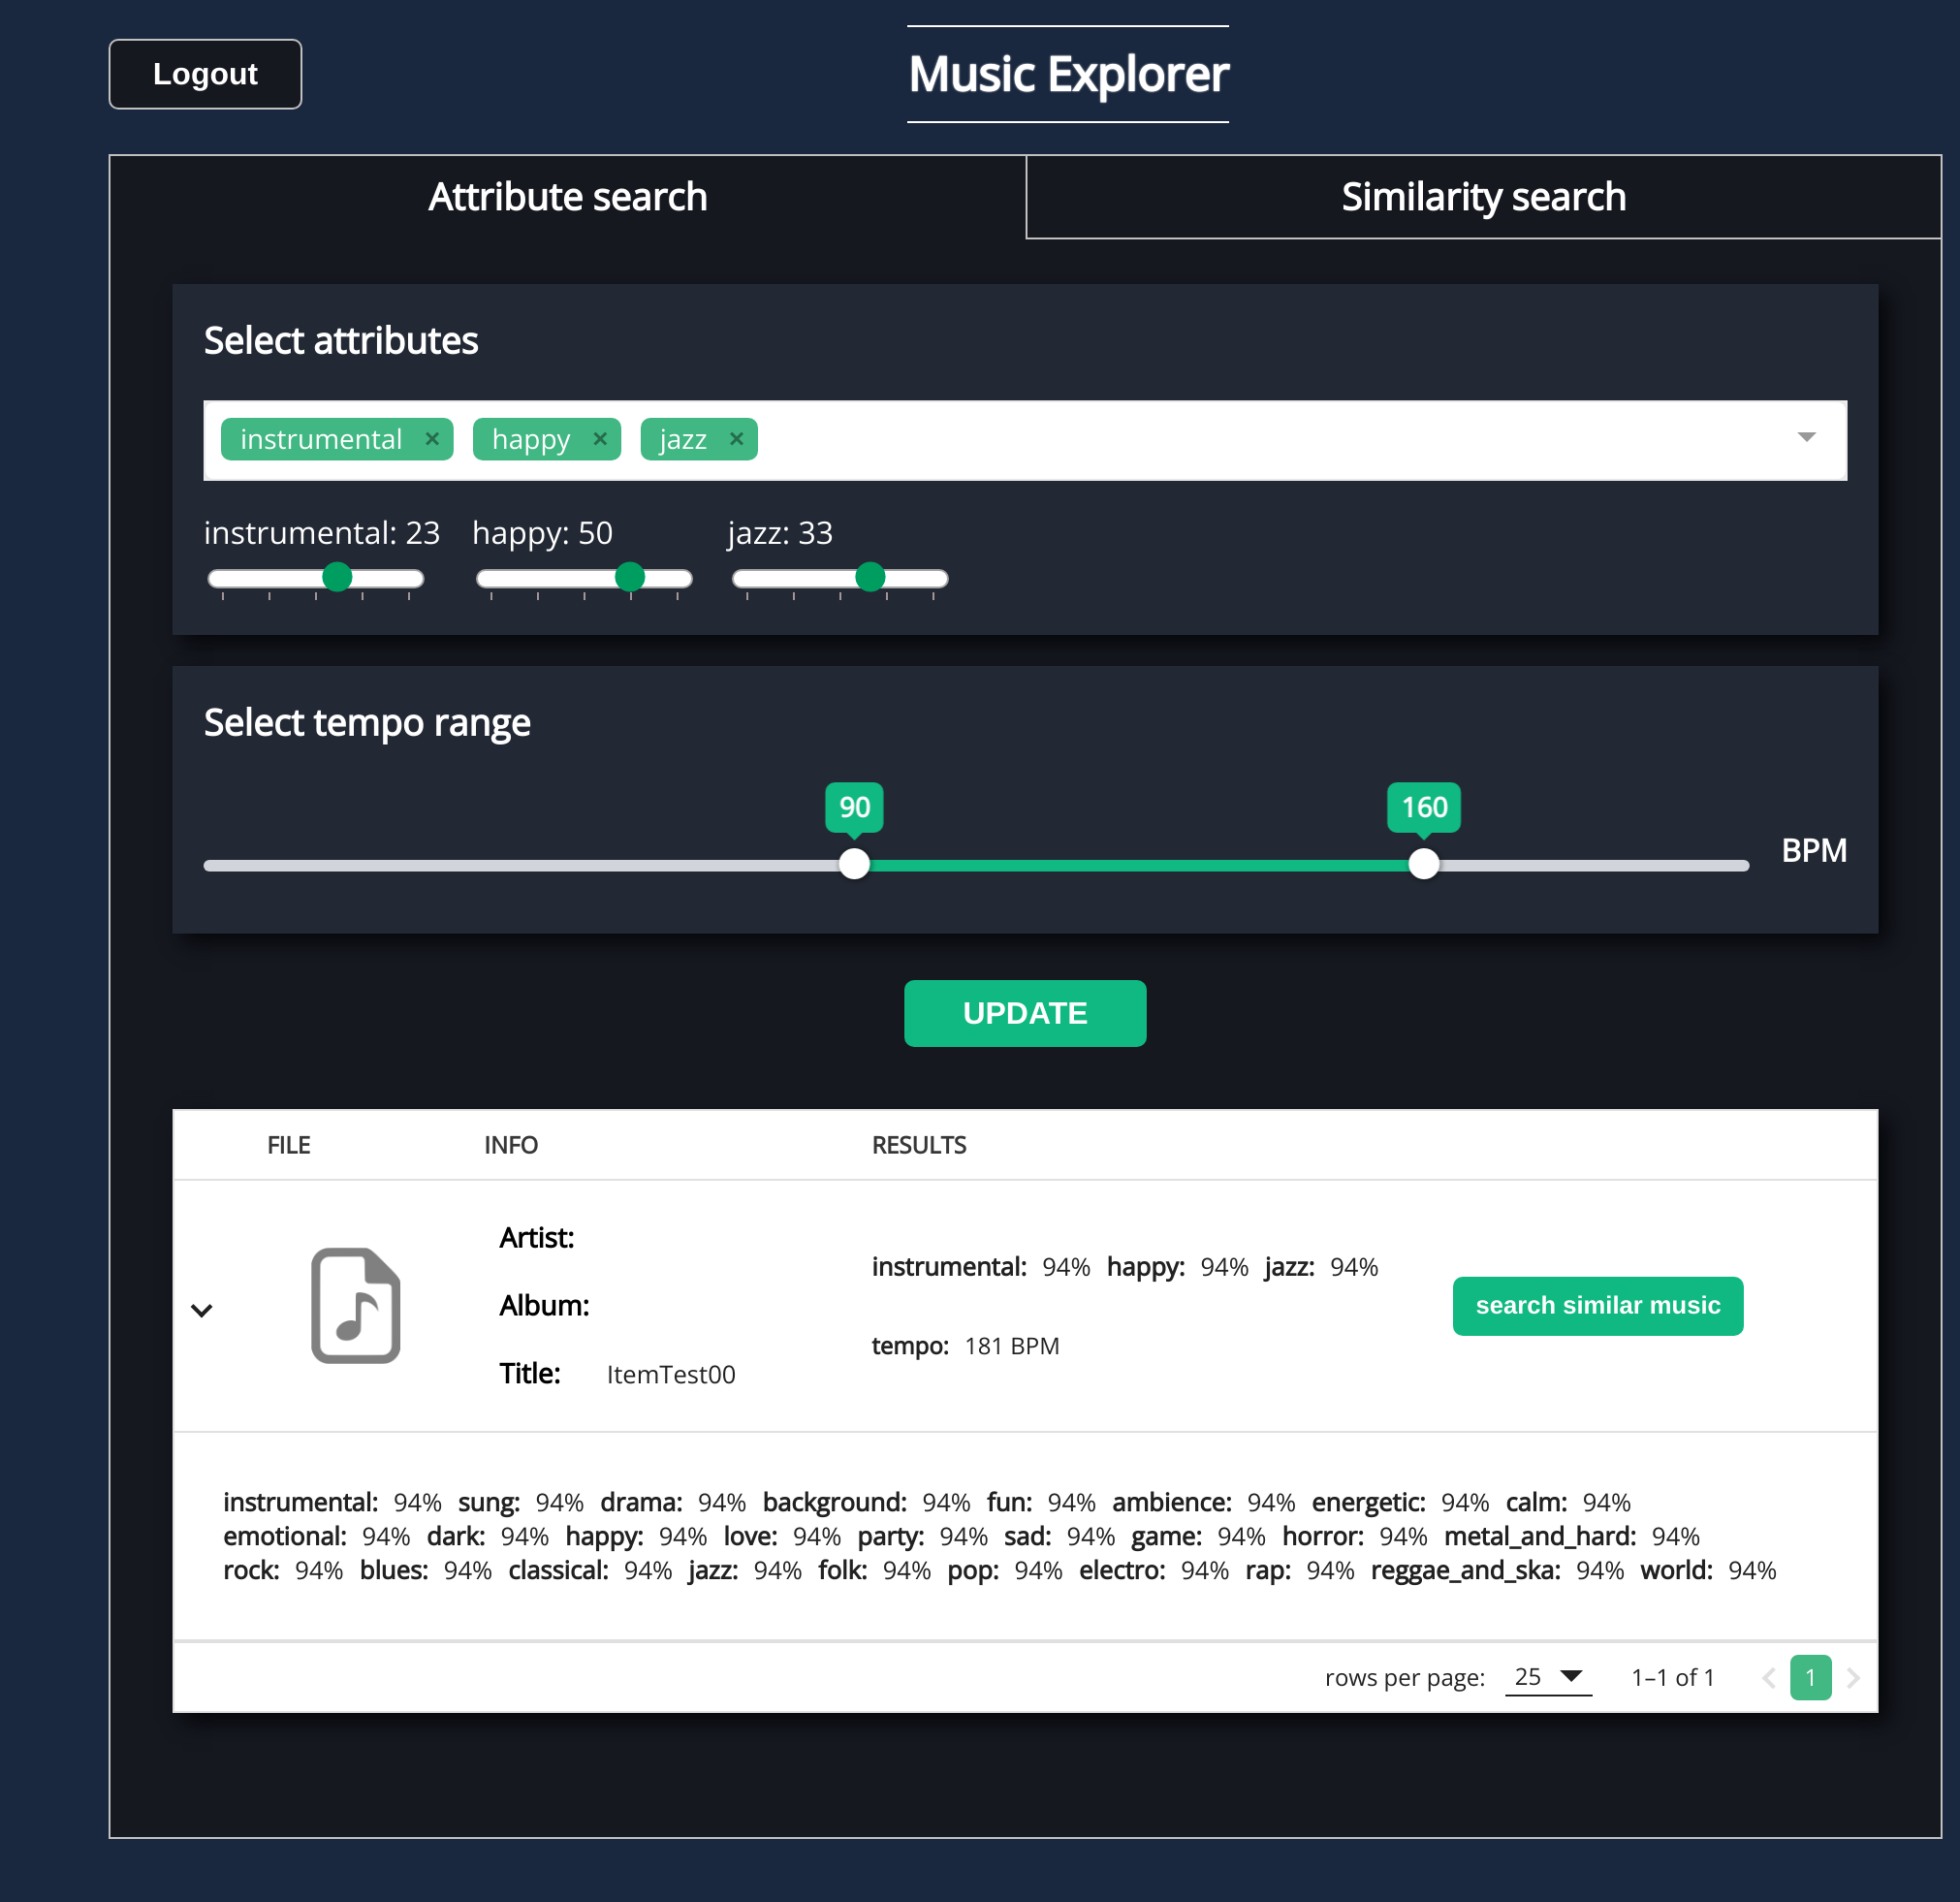 Logout
Music Explorer
Attribute search
Similarity search
Select attributes
instrumental × happy × jazz ×
instrumental: 23 happy: 50 jazz: 33
Select tempo range
90 160
BPM
UPDATE
FILE INFO RESULTS
Artist:
instrumental: 94% happy: 94% jazz: 94%
Album:
search similar music
tempo: 181 BPM
Title: ItemTest00
instrumental: 94% sung: 94% drama: 94% background: 94% fun: 94% ambience: 94% energetic: 94% calm: 94%
emotional: 94% dark: 94% happy: 94% love: 94% party: 94% sad: 94% game: 94% horror: 94% metal_and_hard: 94%
rock: 94% blues: 94% classical: 94% jazz: 94% folk: 94% pop: 94% electro: 94% rap: 94% reggae_and_ska: 94% world: 94%
rows per page: 25 1–1 of 1 1